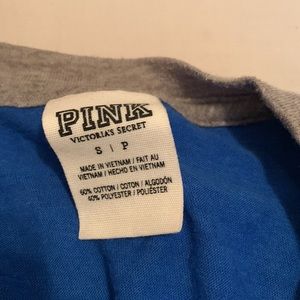 PINK
VICTORIA'S SECRET
S | P
MADE IN VIETNAM / FAIT AU
VIETNAM / HECHO EN VIETNAM
60% COTTON / COTON / ALGODÓN
40% POLYESTER / POLIÉSTER